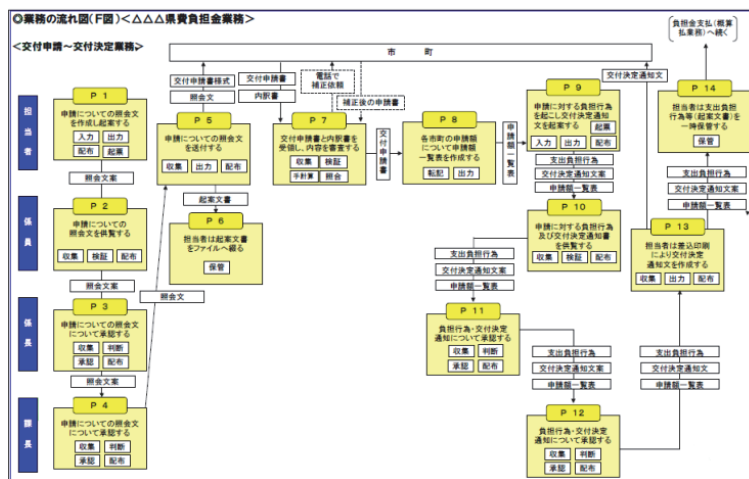 ◎業務の流れ図(F図)<△△△県費負担金業務>
<交付申請~交付決定業務>
市 町
負担金支払(概算
払業務)へ続く
担当者
係員
係長
課長
P 1
申請についての照会文
を作成し起案する
入力 出力
配布 起票
照会文案
P 2
申請についての
照会文を供覧する
収集 検証 配布
照会文案
P 3
申請についての照会文
について承認する
収集 判断
承認 配布
照会文案
P 4
申請についての照会文
について承認する
収集 判断
承認 配布
照会文
交付申請書様式
照会文
P 5
申請についての照会文
を送付する
収集 出力 配布
起案文書
P 6
担当者は起案文書
をファイルへ綴る
保管
交付申請書
内訳書
電話で
補正依頼
補正後の申請書
P 7
交付申請書と内訳書を
受領し、内容を審査する
収集 検証
手計算 照合
交付申請書
P 8
各市町の申請額
について申請額
一覧表を作成する
転記 出力
申請額一覧表
P 9
申請に対する負担行為
を起こし交付決定通知
文を起案する
起票
入力 出力 配布
支出負担行為
交付決定通知文案
申請額一覧表
P 10
申請に対する負担行為
及び交付決定通知書
を供覧する
収集 検証 配布
支出負担行為
交付決定通知文案
申請額一覧表
P 11
負担行為・交付決定
通知について承認する
収集 判断
承認 配布
支出負担行為
交付決定通知文案
申請額一覧表
P 12
負担行為・交付決定
通知について承認する
収集 判断
承認 配布
支出負担行為
交付決定通知文案
申請額一覧表
P 13
担当者は差込印刷
により交付決定
通知文を作成する
収集 出力 配布
交付決定通知文
支出負担行為
交付決定通知文案
申請額一覧表
P 14
担当者は支出負担
行為等(起案文書)を
一時保管する
保管